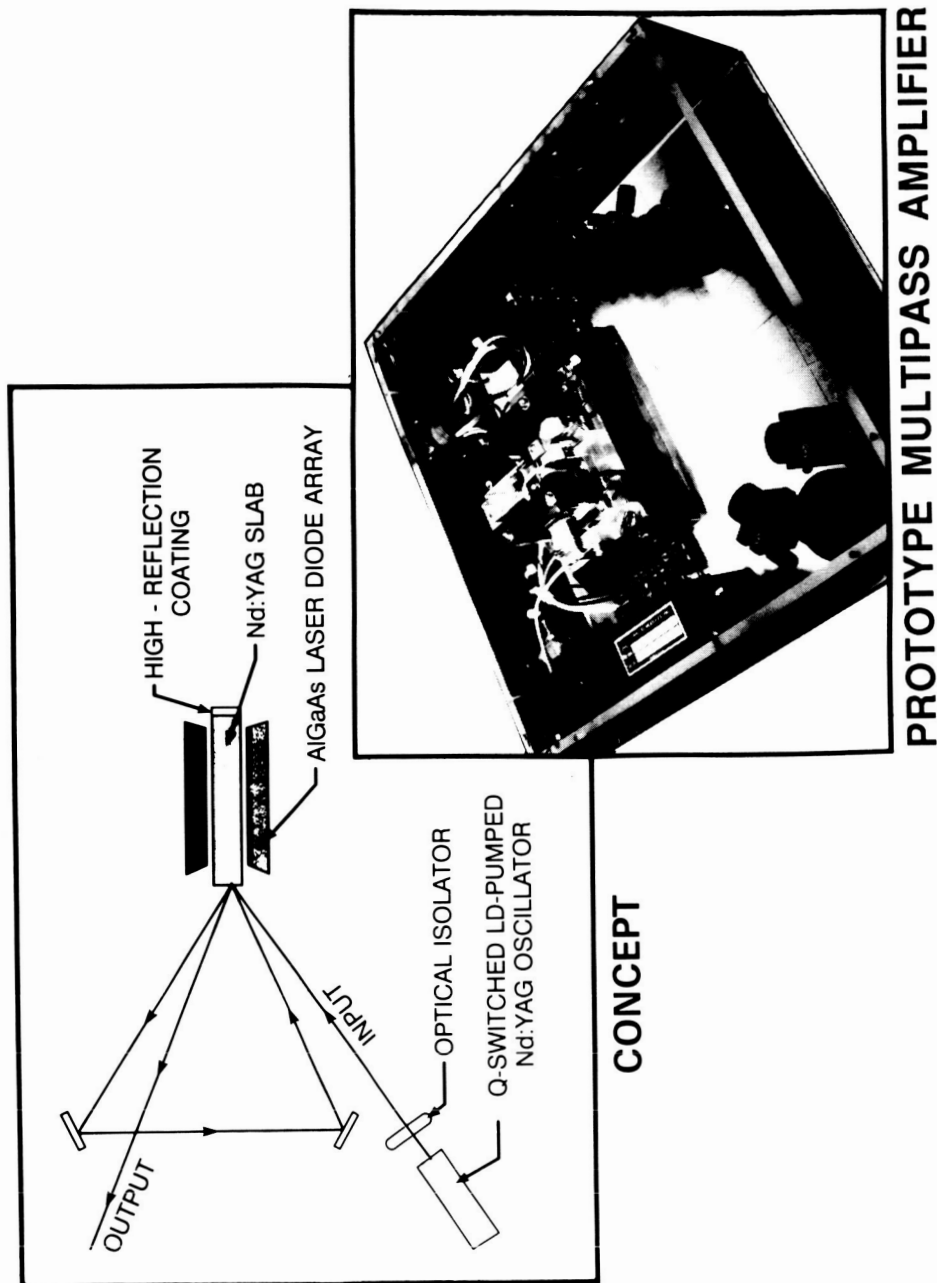 HIGH - REFLECTION
COATING
Nd:YAG SLAB
AlGaAs LASER DIODE ARRAY
OUTPUT
INPUT
OPTICAL ISOLATOR
Q-SWITCHED LD-PUMPED
Nd:YAG OSCILLATOR
CONCEPT
PROTOTYPE MULTIPASS AMPLIFIER